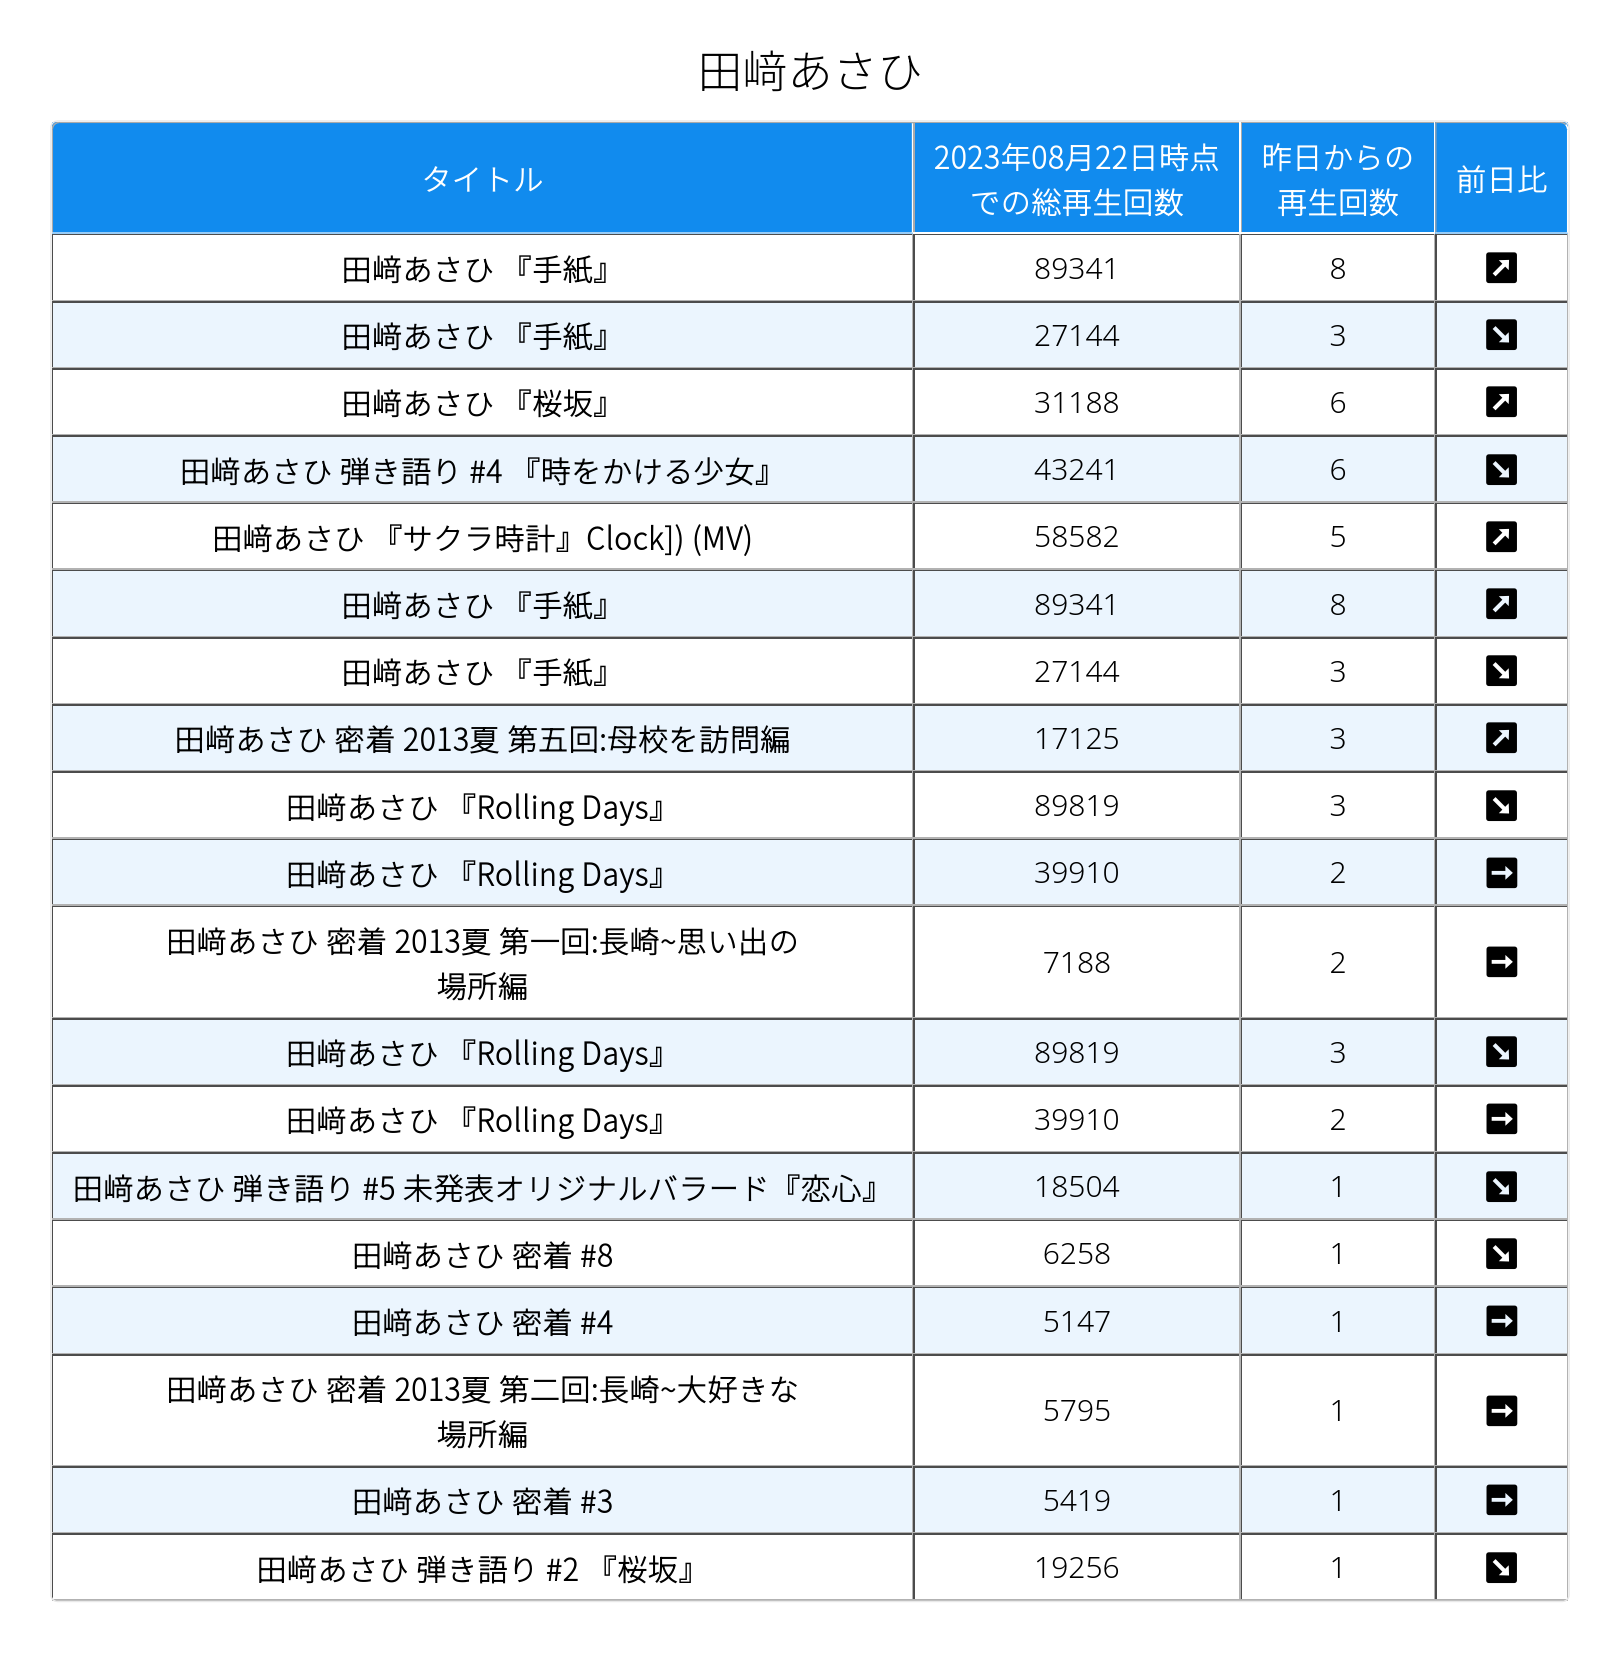 田﨑あさひ
タイトル
2023年08月22日時点
での総再生回数
昨日からの
再生回数
前日比
田﨑あさひ 『手紙』 89341 8 ↗
田﨑あさひ 『手紙』 27144 3 ↘
田﨑あさひ 『桜坂』 31188 6 ↗
田﨑あさひ 弾き語り #4 『時をかける少女』 43241 6 ↘
田﨑あさひ 『サクラ時計』Clock]) (MV) 58582 5 ↗
田﨑あさひ 『手紙』 89341 8 ↗
田﨑あさひ 『手紙』 27144 3 ↘
田﨑あさひ 密着 2013夏 第五回:母校を訪問編 17125 3 ↗
田﨑あさひ 『Rolling Days』 89819 3 ↘
田﨑あさひ 『Rolling Days』 39910 2 →
田﨑あさひ 密着 2013夏 第一回:長崎~思い出の
場所編 7188 2 →
田﨑あさひ 『Rolling Days』 89819 3 ↘
田﨑あさひ 『Rolling Days』 39910 2 →
田﨑あさひ 弾き語り #5 未発表オリジナルバラード『恋心』 18504 1 ↘
田﨑あさひ 密着 #8 6258 1 ↘
田﨑あさひ 密着 #4 5147 1 →
田﨑あさひ 密着 2013夏 第二回:長崎~大好きな
場所編 5795 1 →
田﨑あさひ 密着 #3 5419 1 →
田﨑あさひ 弾き語り #2 『桜坂』 19256 1 ↘